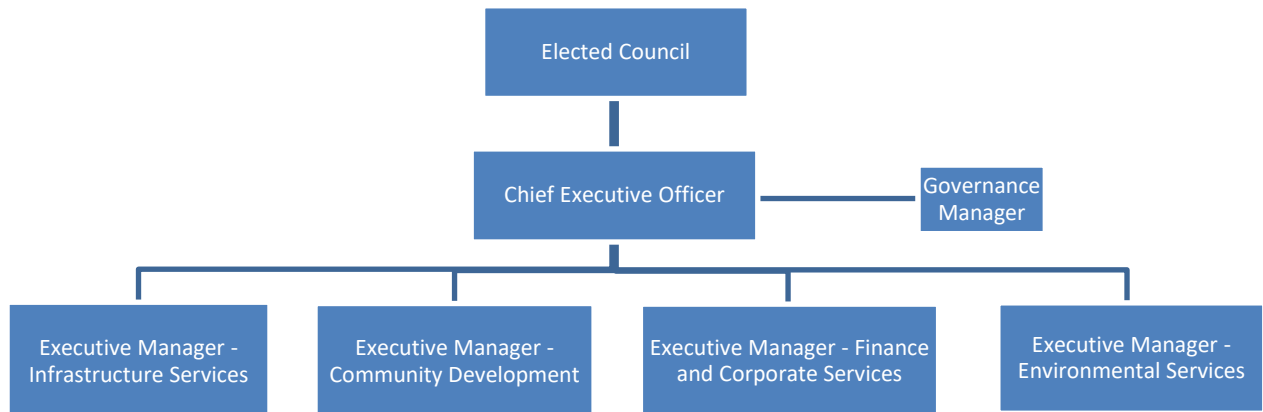 Elected Council
Chief Executive Officer
Governance
Manager
Executive Manager -
Infrastructure Services
Executive Manager -
Community Development
Executive Manager - Finance
and Corporate Services
Executive Manager -
Environmental Services